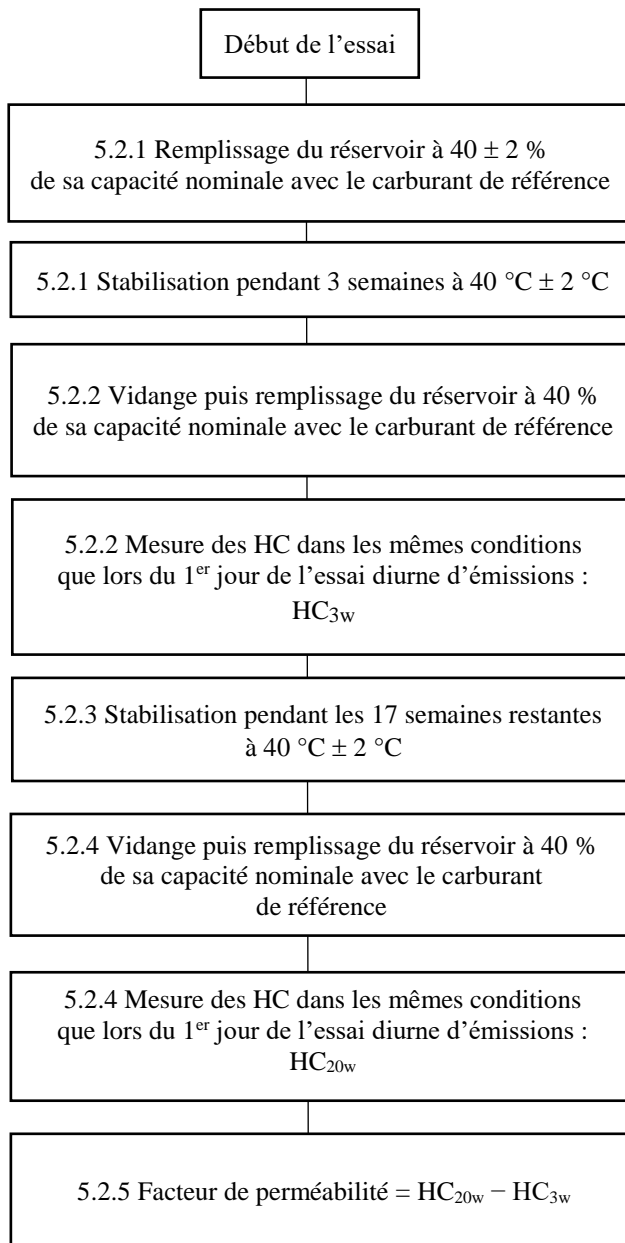 Début de l’essai
5.2.1 Remplissage du réservoir à 40 ± 2 %
de sa capacité nominale avec le carburant de référence
5.2.1 Stabilisation pendant 3 semaines à 40 °C ± 2 °C
5.2.2 Vidange puis remplissage du réservoir à 40 %
de sa capacité nominale avec le carburant de référence
5.2.2 Mesure des HC dans les mêmes conditions
que lors du 1er jour de l’essai diurne d’émissions :
HC3w
5.2.3 Stabilisation pendant les 17 semaines restantes
à 40 °C ± 2 °C
5.2.4 Vidange puis remplissage du réservoir à 40 %
de sa capacité nominale avec le carburant
de référence
5.2.4 Mesure des HC dans les mêmes conditions
que lors du 1er jour de l’essai diurne d’émissions :
HC20w
5.2.5 Facteur de perméabilité = HC20w − HC3w